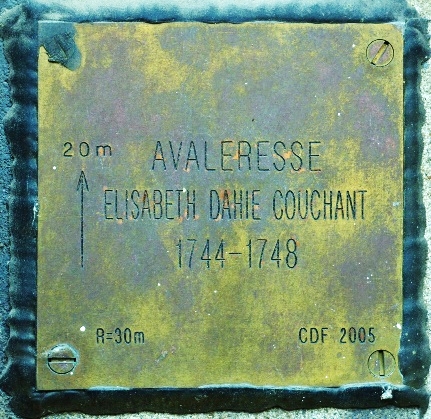 20m AVALERESSE
ELISABETH DAHIE COUCHANT
1744-1748
R=30m CDF 2005